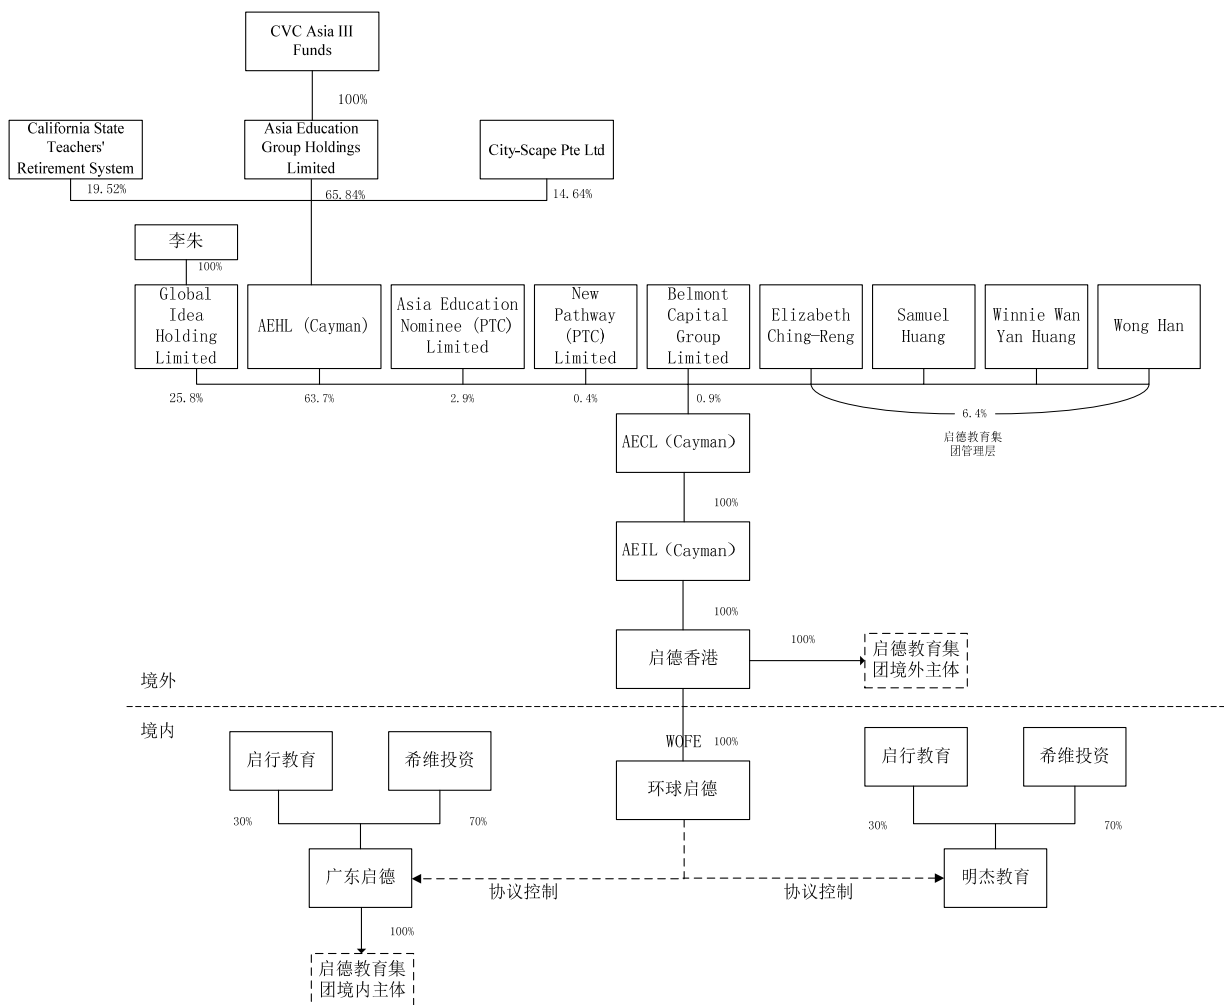 CVC Asia III
Funds
100%
California State
Teachers'
Retirement System
Asia Education
Group Holdings
Limited
City-Scape Pte Ltd
19.52%
65.84%
14.64%
李朱
100%
Global
Idea
Holding
Limited
AEHL (Cayman)
Asia Education
Nominee (PTC)
Limited
New
Pathway
(PTC)
Limited
Belmont
Capital
Group
Limited
Elizabeth
Ching-Reng
Samuel
Huang
Winnie Wan
Yan Huang
Wong Han
25.8%
63.7%
2.9%
0.4%
0.9%
6.4%
启德教育集
团管理层
AECL（Cayman）
100%
AEIL（Cayman）
100%
启德香港
100%
启德教育集
团境外主体
境外
境内
WOFE 100%
启行教育
希维投资
环球启德
启行教育
希维投资
30%
70%
30%
70%
广东启德
协议控制
协议控制
明杰教育
100%
启德教育集
团境内主体